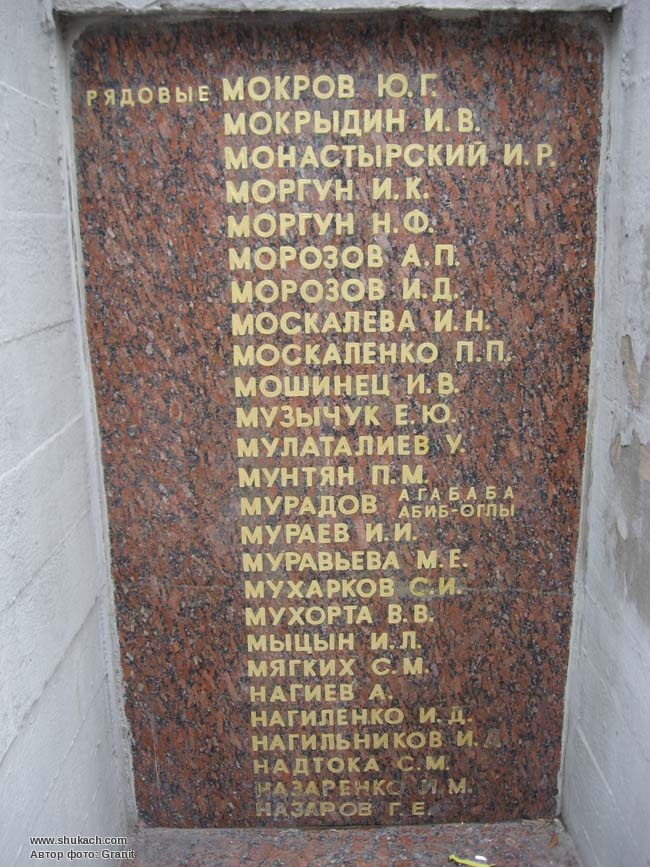 РЯДОВЫЕ МОКРОВ Ю.Г.
МОКРЫДИН И.В.
МОНАСТЫРСКИЙ И.Р.
МОРГУН И.К.
МОРГУН Н.Ф.
МОРОЗОВ А.П.
МОРОЗОВ И.Д.
МОСКАЛЕВА И.Н.
МОСКАЛЕНКО П.П.
МОШИНЕЦ И.В.
МУЗЫЧУК Е.Ю.
МУЛАТАЛИЕВ У.
МУНТЯН П.М.
МУРАДОВ АГАБАБА
АБИБ-ОГЛЫ
МУРАЕВ И.И.
МУРАВЬЕВА М.Е.
МУХАРКОВ С.И.
МУХОРТА В.В.
МЫЦЫН И.Л.
МЯГКИХ С.М.
НАГИЕВ А.
НАГИЛЕНКО И.Д.
НАГИЛЬНИКОВ И.Д
НАДТОКА С.М.
НАЗАРЕНКО И.М.
НАЗАРОВ Г.Е.
www.shukach.com
Автор фото: Granit